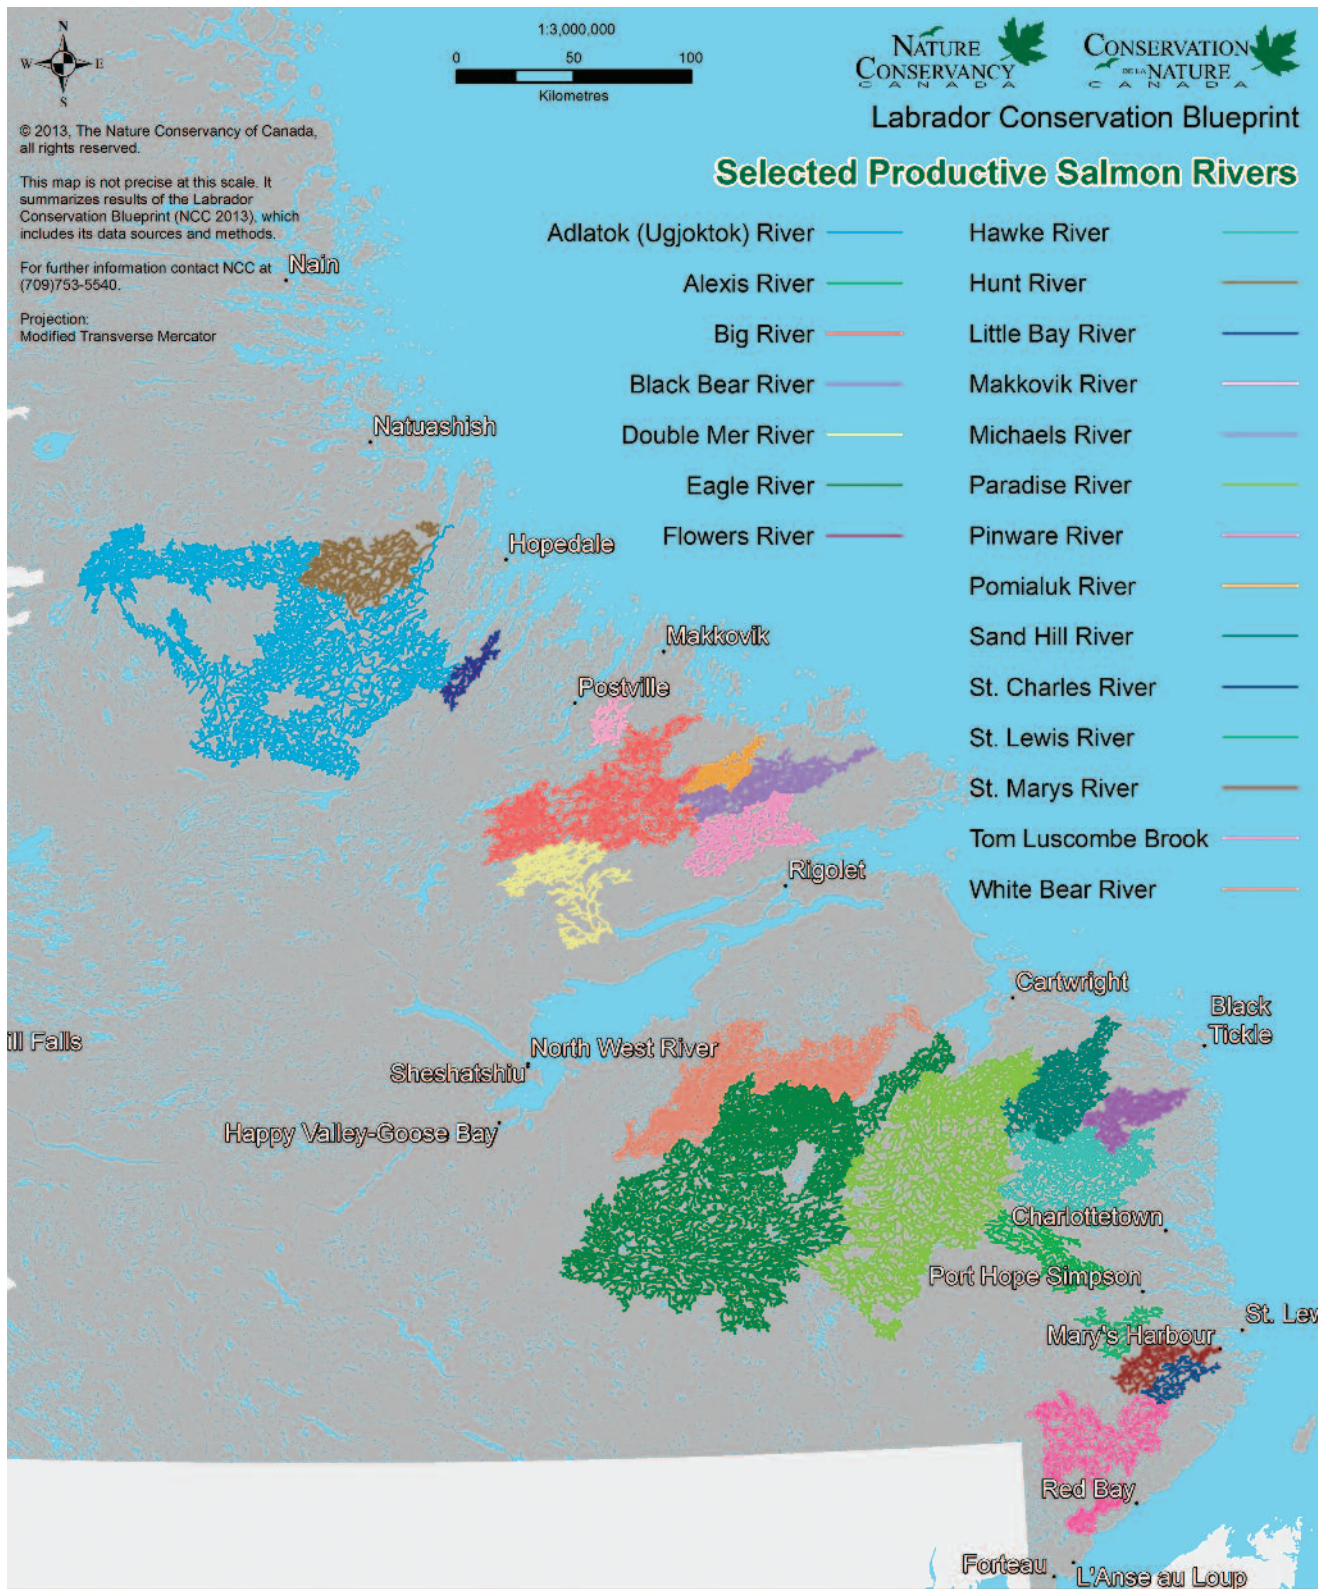 N
W E
S
1:3,000,000
0 50 100
Kilometres
NATURE
CONSERVANCY
CANADA
CONSERVATION
DE LA NATURE
CANADA
Labrador Conservation Blueprint
Selected Productive Salmon Rivers
© 2013, The Nature Conservancy of Canada,
all rights reserved.
This map is not precise at this scale. It
summarizes results of the Labrador
Conservation Blueprint (NCC 2013), which
includes its data sources and methods.
For further information contact NCC at
(709)753-5540.
Projection:
Modified Transverse Mercator
Adlatok (Ugjoktok) River
Alexis River
Big River
Black Bear River
Double Mer River
Eagle River
Flowers River
Hawke River
Hunt River
Little Bay River
Makkovik River
Michaels River
Paradise River
Pinware River
Pomialuk River
Sand Hill River
St. Charles River
St. Lewis River
St. Marys River
Tom Luscombe Brook
White Bear River
Nain
Natuashish
Hopedale
Makkovik
Postville
Rigolet
Cartwright
Black
Tickle
ill Falls
North West River
Sheshatshiu
Happy Valley-Goose Bay
Charlottetown
Port Hope Simpson
St. Lew
Mary's Harbour
Red Bay
Forteau
L'Anse au Loup